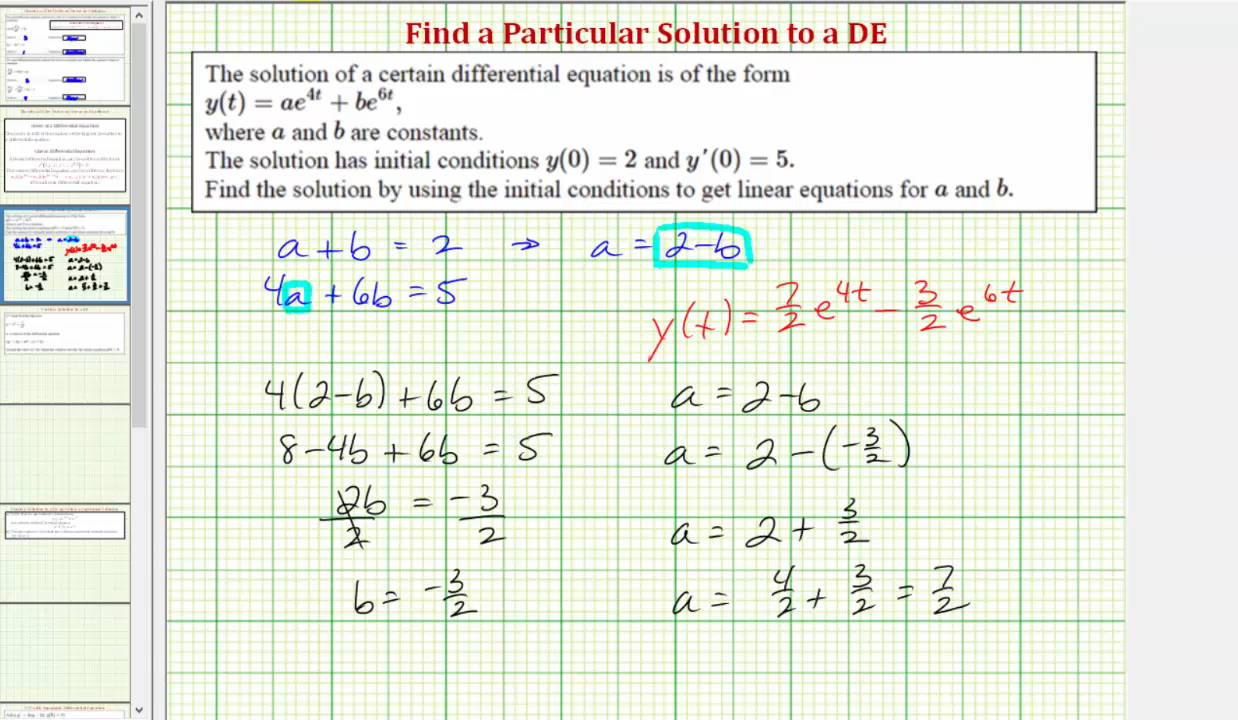 Find a Particular Solution to a DE
The solution of a certain differential equation is of the form
y(t) = ae^{4t} + be^{6t},
where a and b are constants.
The solution has initial conditions y(0) = 2 and y′(0) = 5.
Find the solution by using the initial conditions to get linear equations for a and b.
a + b = 2 → a = 2 - b
4a + 6b = 5
y(t) = 7/2 e^{4t} - 3/2 e^{6t}
4(2 - b) + 6b = 5
8 - 4b + 6b = 5
2b/2 = -3/2
b = -3/2
a = 2 - b
a = 2 - (-3/2)
a = 2 + 3/2
a = 4/2 + 3/2 = 7/2